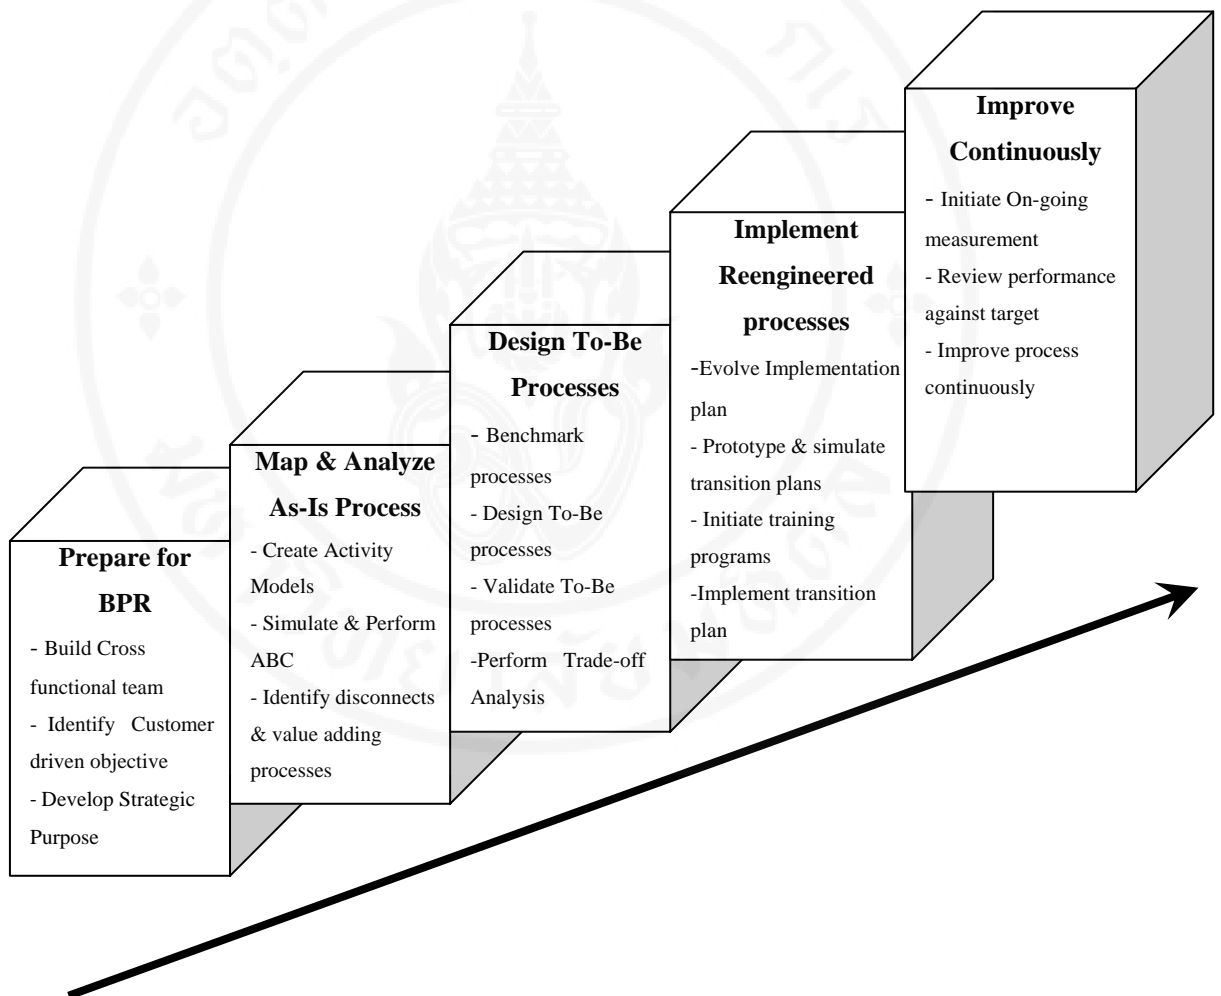 Prepare for
BPR
- Build Cross
functional team
- Identify Customer
driven objective
- Develop Strategic
Purpose
Map & Analyze
As-Is Process
- Create Activity
Models
- Simulate & Perform
ABC
- Identify disconnects
& value adding
processes
Design To-Be
Processes
- Benchmark
processes
- Design To-Be
processes
- Validate To-Be
processes
-Perform Trade-off
Analysis
Implement
Reengineered
processes
-Evolve Implementation
plan
- Prototype & simulate
transition plans
- Initiate training
programs
-Implement transition
plan
Improve
Continuously
- Initiate On-going
measurement
- Review performance
against target
- Improve process
continuously